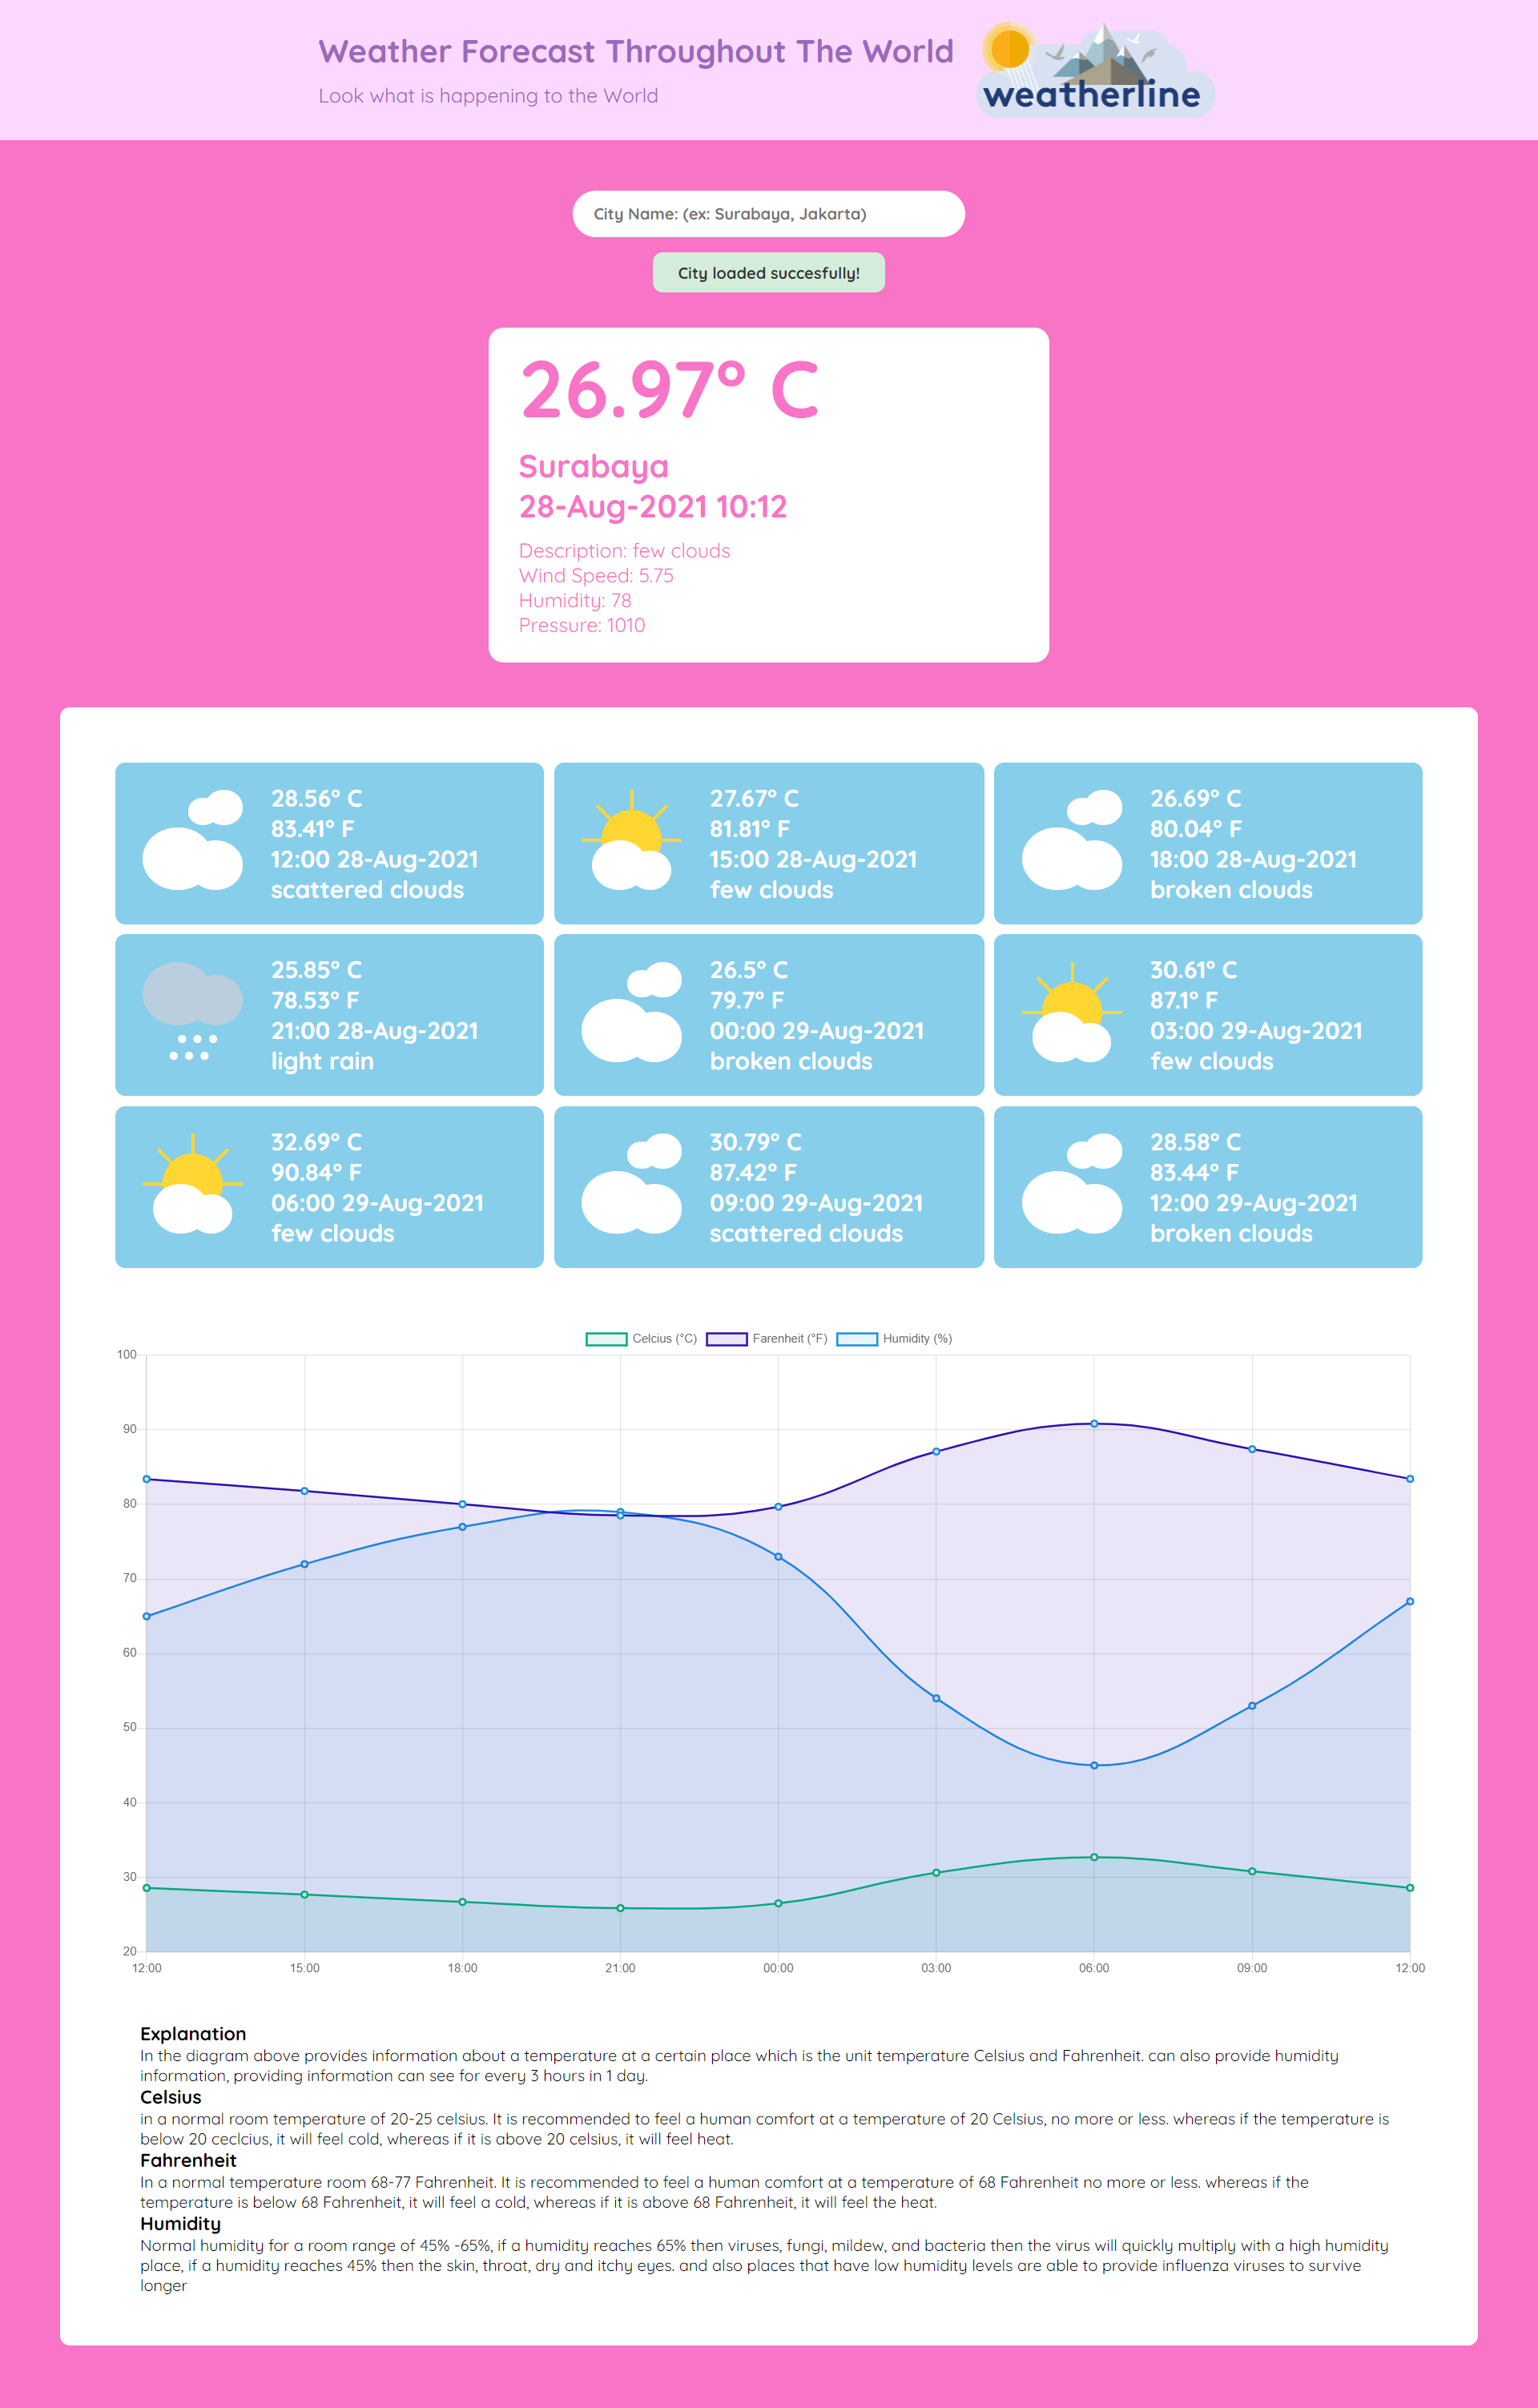 Weather Forecast Throughout The World
Look what is happening to the World
weatherline
City Name: (ex: Surabaya, Jakarta)
City loaded succesfully!
26.97° C
Surabaya
28-Aug-2021 10:12
Description: few clouds
Wind Speed: 5.75
Humidity: 78
Pressure: 1010
28.56° C
83.41° F
12:00 28-Aug-2021
scattered clouds
27.67° C
81.81° F
15:00 28-Aug-2021
few clouds
26.69° C
80.04° F
18:00 28-Aug-2021
broken clouds
25.85° C
78.53° F
21:00 28-Aug-2021
light rain
26.5° C
79.7° F
00:00 29-Aug-2021
broken clouds
30.61° C
87.1° F
03:00 29-Aug-2021
few clouds
32.69° C
90.84° F
06:00 29-Aug-2021
few clouds
30.79° C
87.42° F
09:00 29-Aug-2021
scattered clouds
28.58° C
83.44° F
12:00 29-Aug-2021
broken clouds
Celcius (°C) Farenheit (°F) Humidity (%)
100
90
80
70
60
50
40
30
20
12:00 15:00 18:00 21:00 00:00 03:00 06:00 09:00 12:00
Explanation
In the diagram above provides information about a temperature at a certain place which is the unit temperature Celsius and Fahrenheit. can also provide humidity
information, providing information can see for every 3 hours in 1 day.
Celsius
in a normal room temperature of 20-25 celsius. It is recommended to feel a human comfort at a temperature of 20 Celsius, no more or less. whereas if the temperature is
below 20 ceclcius, it will feel cold, whereas if it is above 20 celsius, it will feel heat.
Fahrenheit
In a normal temperature room 68-77 Fahrenheit. It is recommended to feel a human comfort at a temperature of 68 Fahrenheit no more or less. whereas if the
temperature is below 68 Fahrenheit, it will feel a cold, whereas if it is above 68 Fahrenheit, it will feel the heat.
Humidity
Normal humidity for a room range of 45% -65%, if a humidity reaches 65% then viruses, fungi, mildew, and bacteria then the virus will quickly multiply with a high humidity
place, if a humidity reaches 45% then the skin, throat, dry and itchy eyes. and also places that have low humidity levels are able to provide influenza viruses to survive
longer